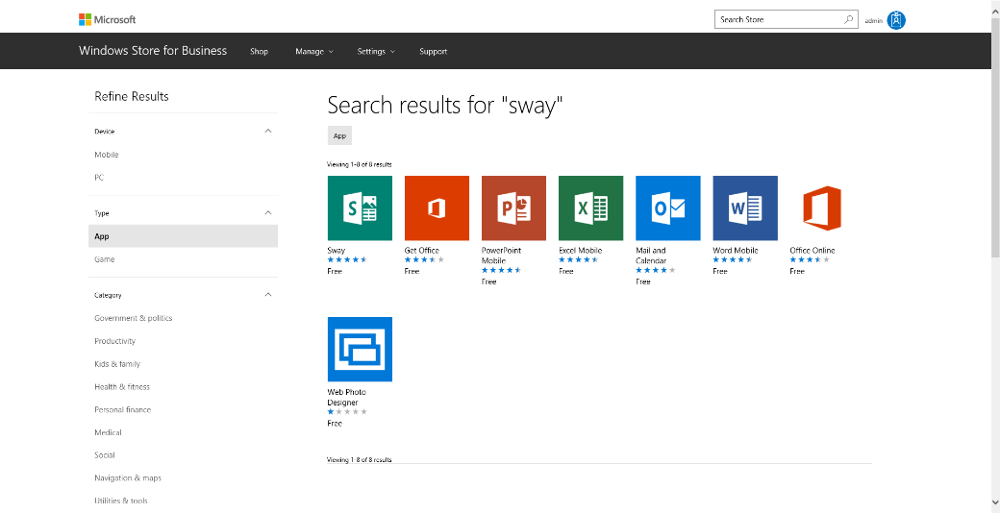 Microsoft
Search Store
admin
Windows Store for Business
Shop
Manage
Settings
Support
Refine Results
Device
Mobile
PC
Type
App
Game
Category
Government & politics
Productivity
Kids & family
Health & fitness
Personal finance
Medical
Social
Navigation & maps
Utilities & tools
Search results for "sway"
App
Viewing 1-8 of 8 results
Sway
Free
Get Office
Free
PowerPoint
Mobile
Free
Excel Mobile
Free
Mail and
Calendar
Free
Word Mobile
Free
Office Online
Free
Web Photo
Designer
Free
Viewing 1-8 of 8 results